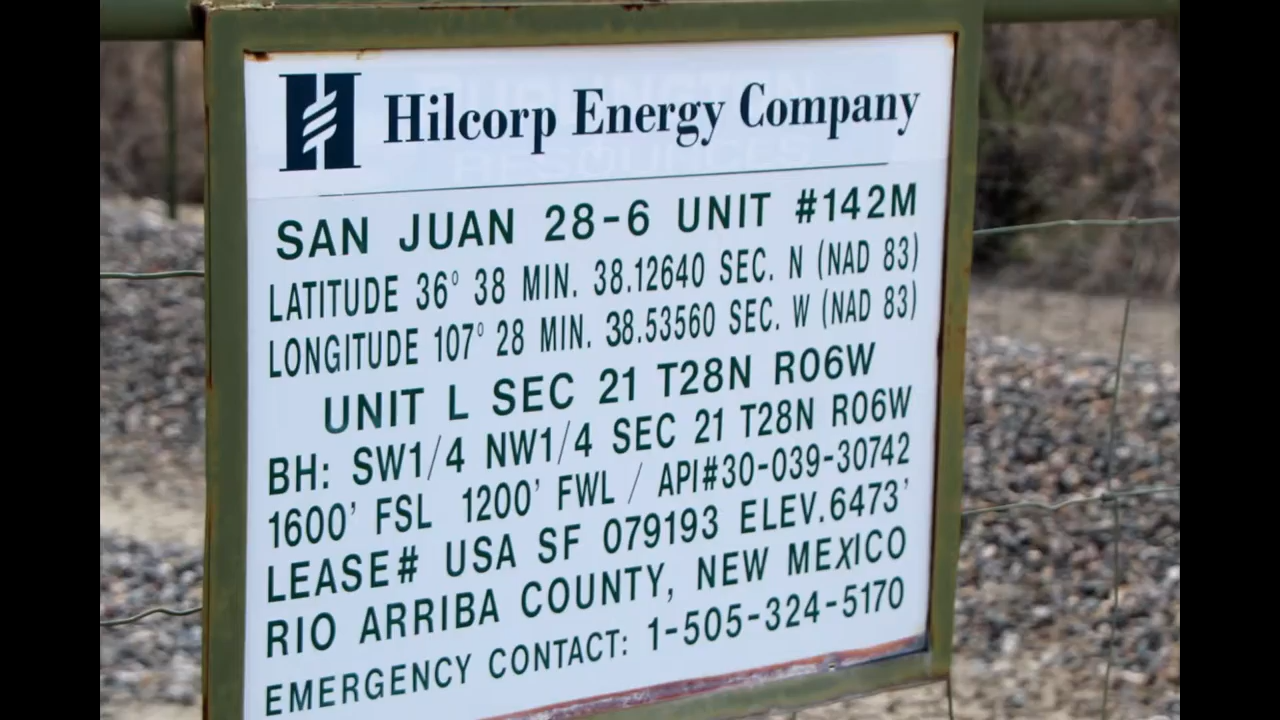 Hilcorp Energy Company
SAN JUAN 28-6 UNIT #142M
LATITUDE 36° 38 MIN. 38.12640 SEC. N (NAD 83)
LONGITUDE 107° 28 MIN. 38.53560 SEC. W (NAD 83)
UNIT L SEC 21 T28N R06W
BH: SW1/4 NW1/4 SEC 21 T28N R06W
1600' FSL 1200' FWL / API#30-039-30742
LEASE# USA SF 079193 ELEV.6473'
RIO ARRIBA COUNTY, NEW MEXICO
EMERGENCY CONTACT: 1-505-324-5170